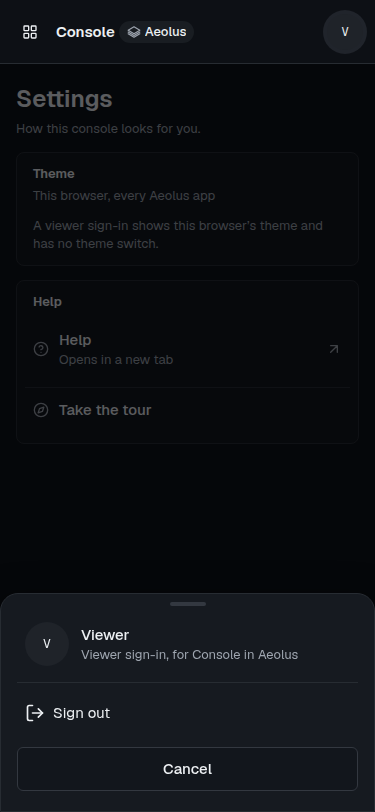 Console Aeolus V
Settings
How this console looks for you.
Theme
This browser, every Aeolus app
A viewer sign-in shows this browser's theme and
has no theme switch.
Help
Help
Opens in a new tab
Take the tour
V
Viewer
Viewer sign-in, for Console in Aeolus
Sign out
Cancel